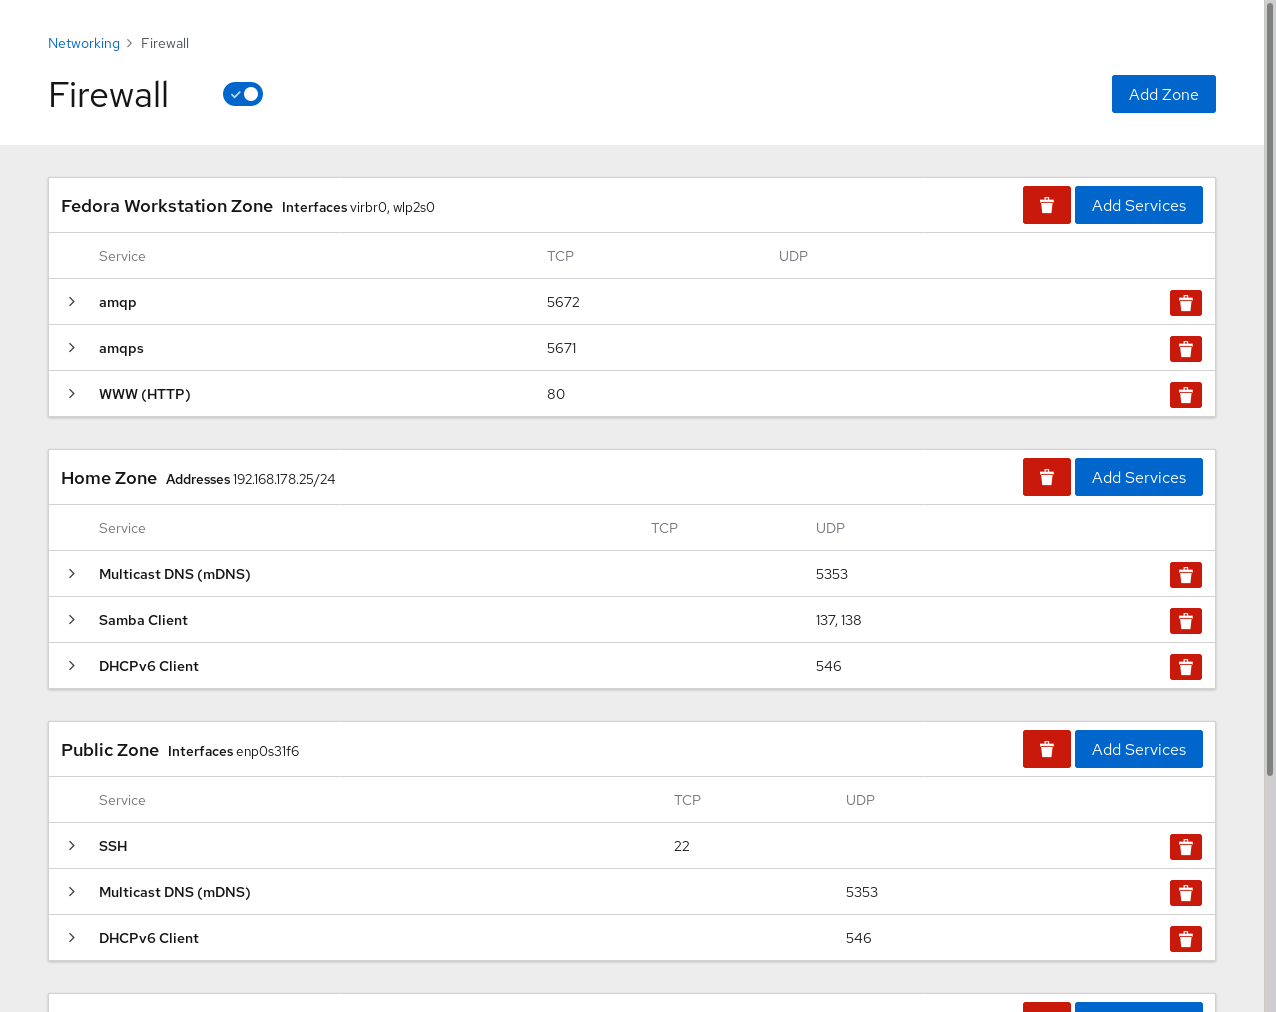 Networking > Firewall
Firewall
Add Zone
Fedora Workstation Zone Interfaces virbr0, wlp2s0
Add Services
Service TCP UDP
amqp 5672
amqps 5671
WWW (HTTP) 80
Home Zone Addresses 192.168.178.25/24
Add Services
Service TCP UDP
Multicast DNS (mDNS) 5353
Samba Client 137, 138
DHCPv6 Client 546
Public Zone Interfaces enp0s31f6
Add Services
Service TCP UDP
SSH 22
Multicast DNS (mDNS) 5353
DHCPv6 Client 546